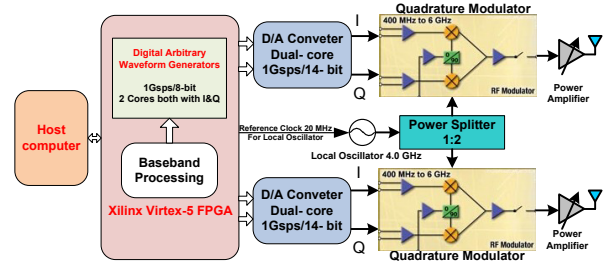 Quadrature Modulator
400 MHz to 6 GHz
I
D/A Conveter
Dual- core
1Gsps/14- bit
Q
RF Modulator
Power
Amplifier
Digital Arbitrary
Waveform Generators
1Gsps/8-bit
2 Cores both with I&Q
Host
computer
Baseband
Processing
Xilinx Virtex-5 FPGA
Reference Clock 20 MHz
For Local Oscillator
Local Oscillator 4.0 GHz
Power Splitter
1:2
400 MHz to 6 GHz
I
D/A Conveter
Dual- core
1Gsps/14- bit
Q
RF Modulator
Quadrature Modulator
Power
Amplifier